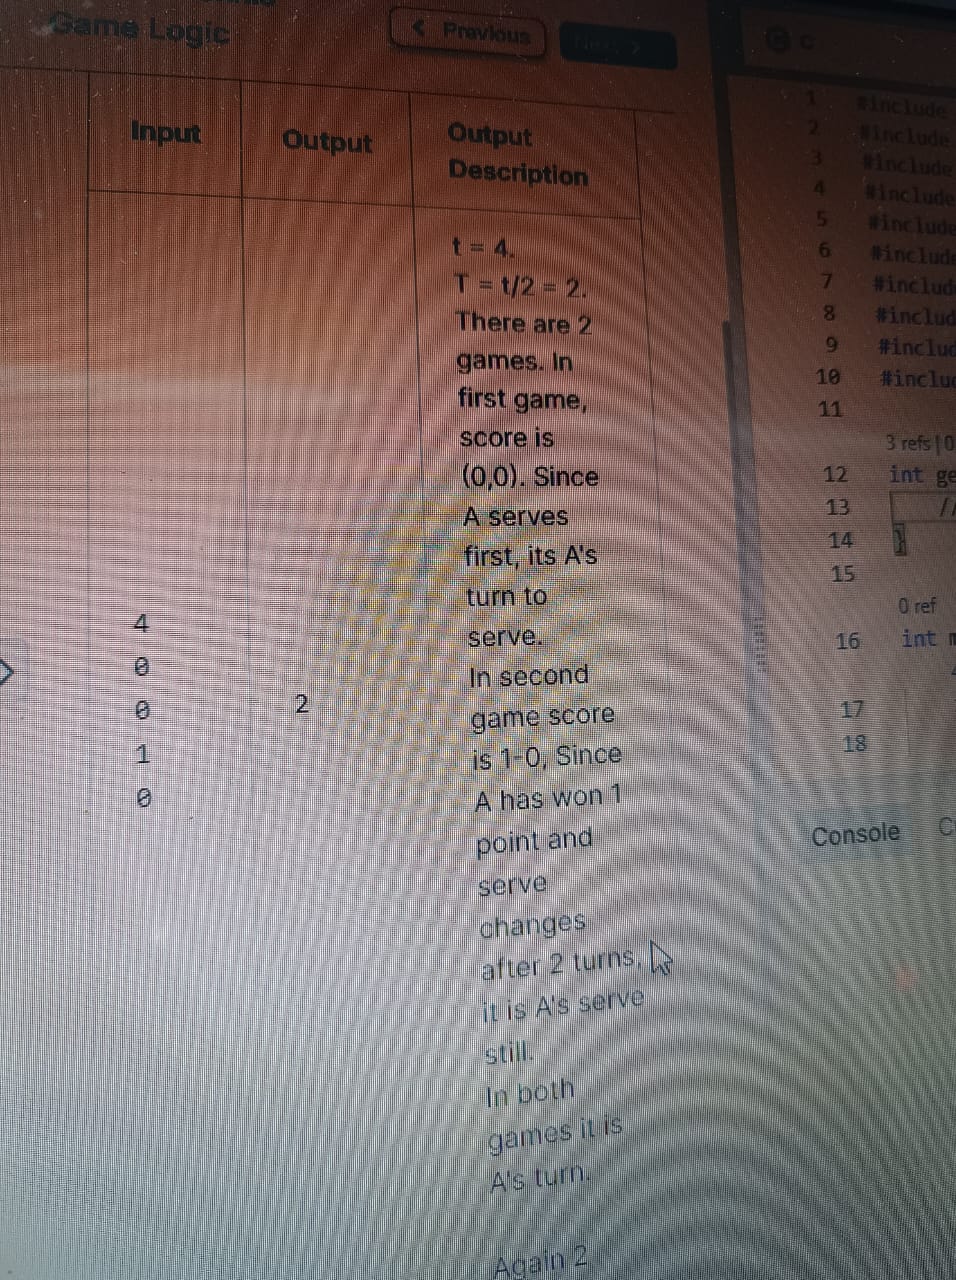 Game Logic
Previous
Next
C
Input
Output
Output
Description
4
0
0
1
0
2
t = 4.
T = t/2 = 2.
There are 2
games. In
first game,
score is
(0,0). Since
A serves
first, its A's
turn to
serve.
In second
game score
is 1-0, Since
A has won 1
point and
serve
changes
after 2 turns,
it is A's serve
still.
In both
games it is
A's turn.
Again 2
1 #include
2 #include
3 #include
4 #include
5 #include
6 #include
7 #includ
8 #includ
9 #includ
10 #includ
11
3 refs | 0
12 int ge
13 //
14 }
15
0 ref
16 int m
17
18
Console